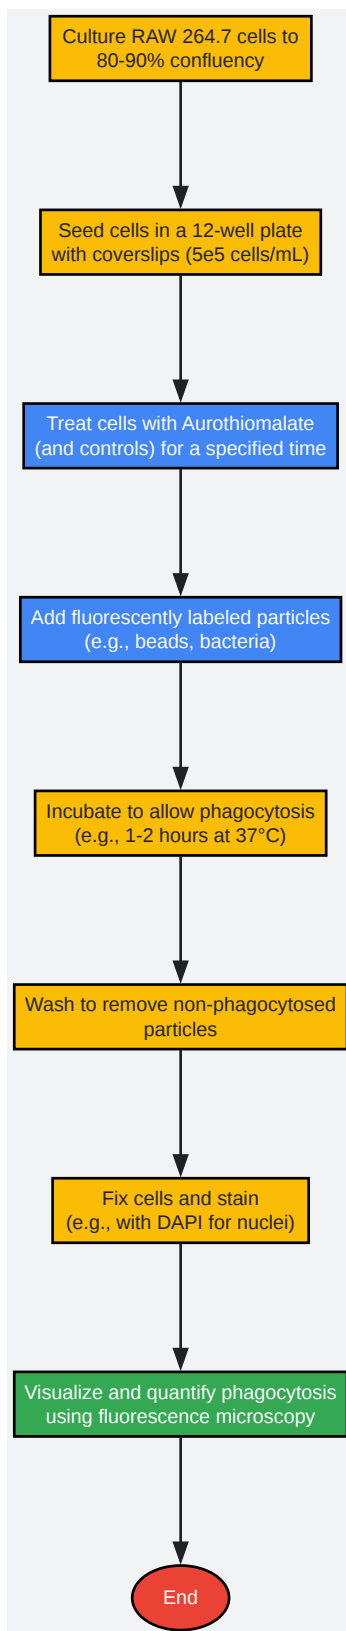 Culture RAW 264.7 cells to
80-90% confluency
Seed cells in a 12-well plate
with coverslips (5e5 cells/mL)
Treat cells with Aurothiomalate
(and controls) for a specified time
Add fluorescently labeled particles
(e.g., beads, bacteria)
Incubate to allow phagocytosis
(e.g., 1-2 hours at 37°C)
Wash to remove non-phagocytosed
particles
Fix cells and stain
(e.g., with DAPI for nuclei)
Visualize and quantify phagocytosis
using fluorescence microscopy
End